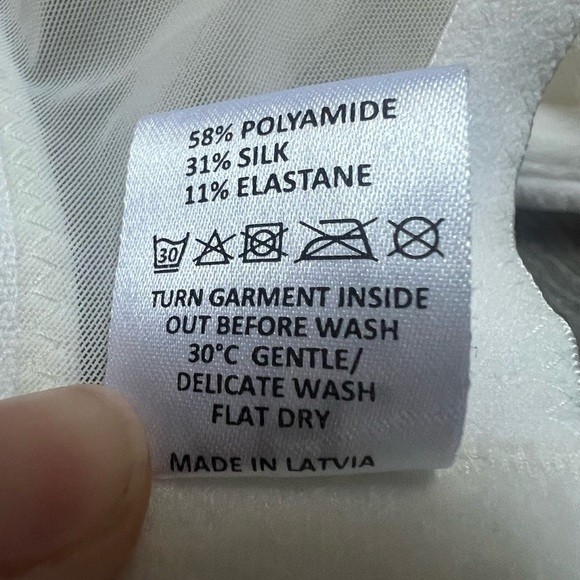 58% POLYAMIDE
31% SILK
11% ELASTANE
30
TURN GARMENT INSIDE
OUT BEFORE WASH
30°C GENTLE/
DELICATE WASH
FLAT DRY
MADE IN LATVIA